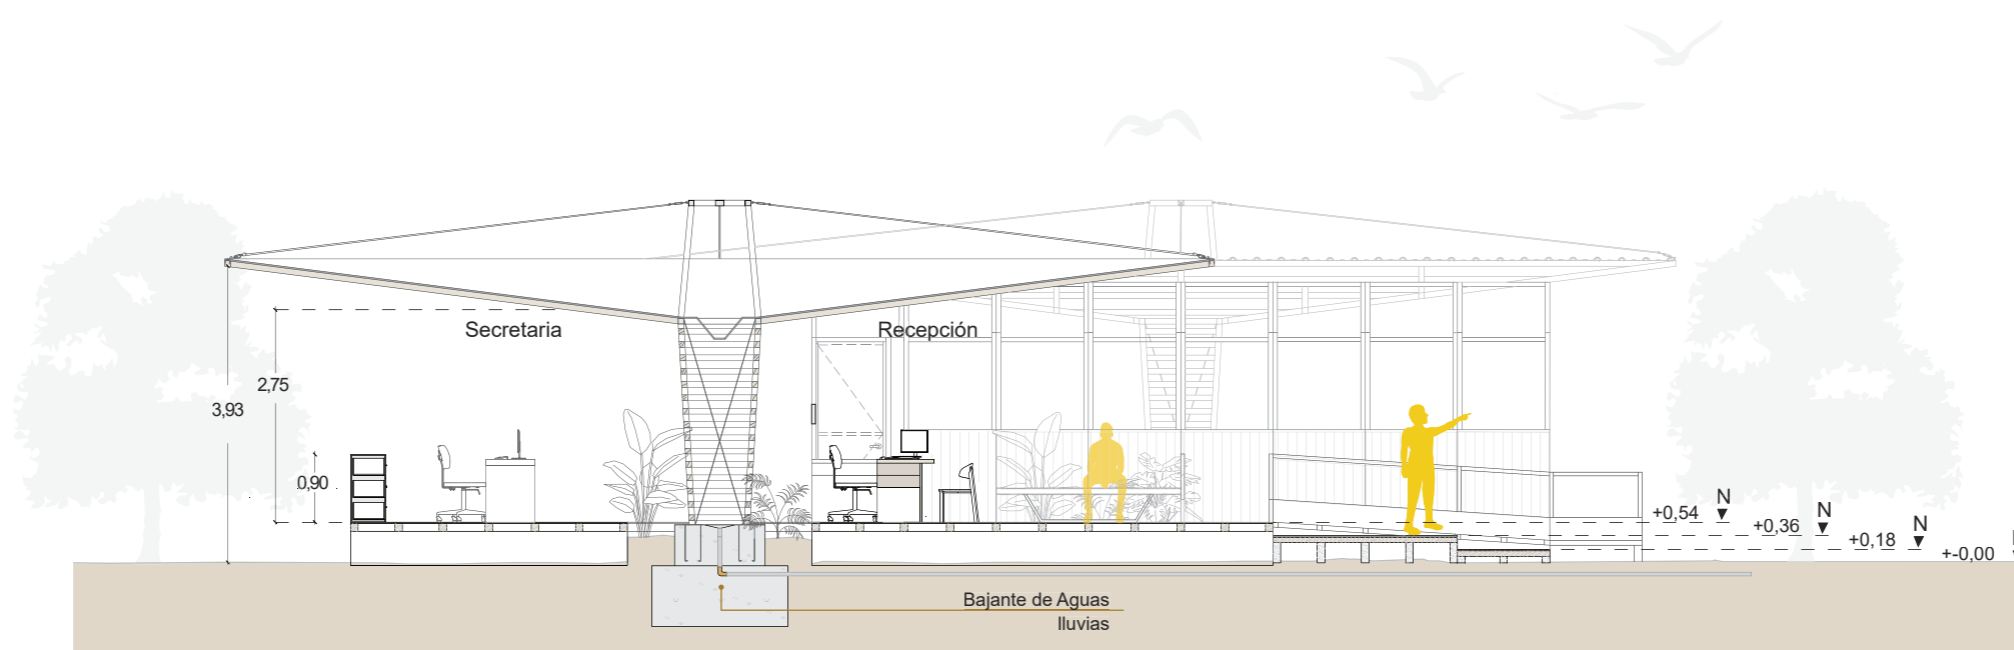 Secretaria
Recepción
2,75
3,93
0,90
N
+0,54
N
+0,36
N
+0,18
+-0,00
Bajante de Aguas
lluvias